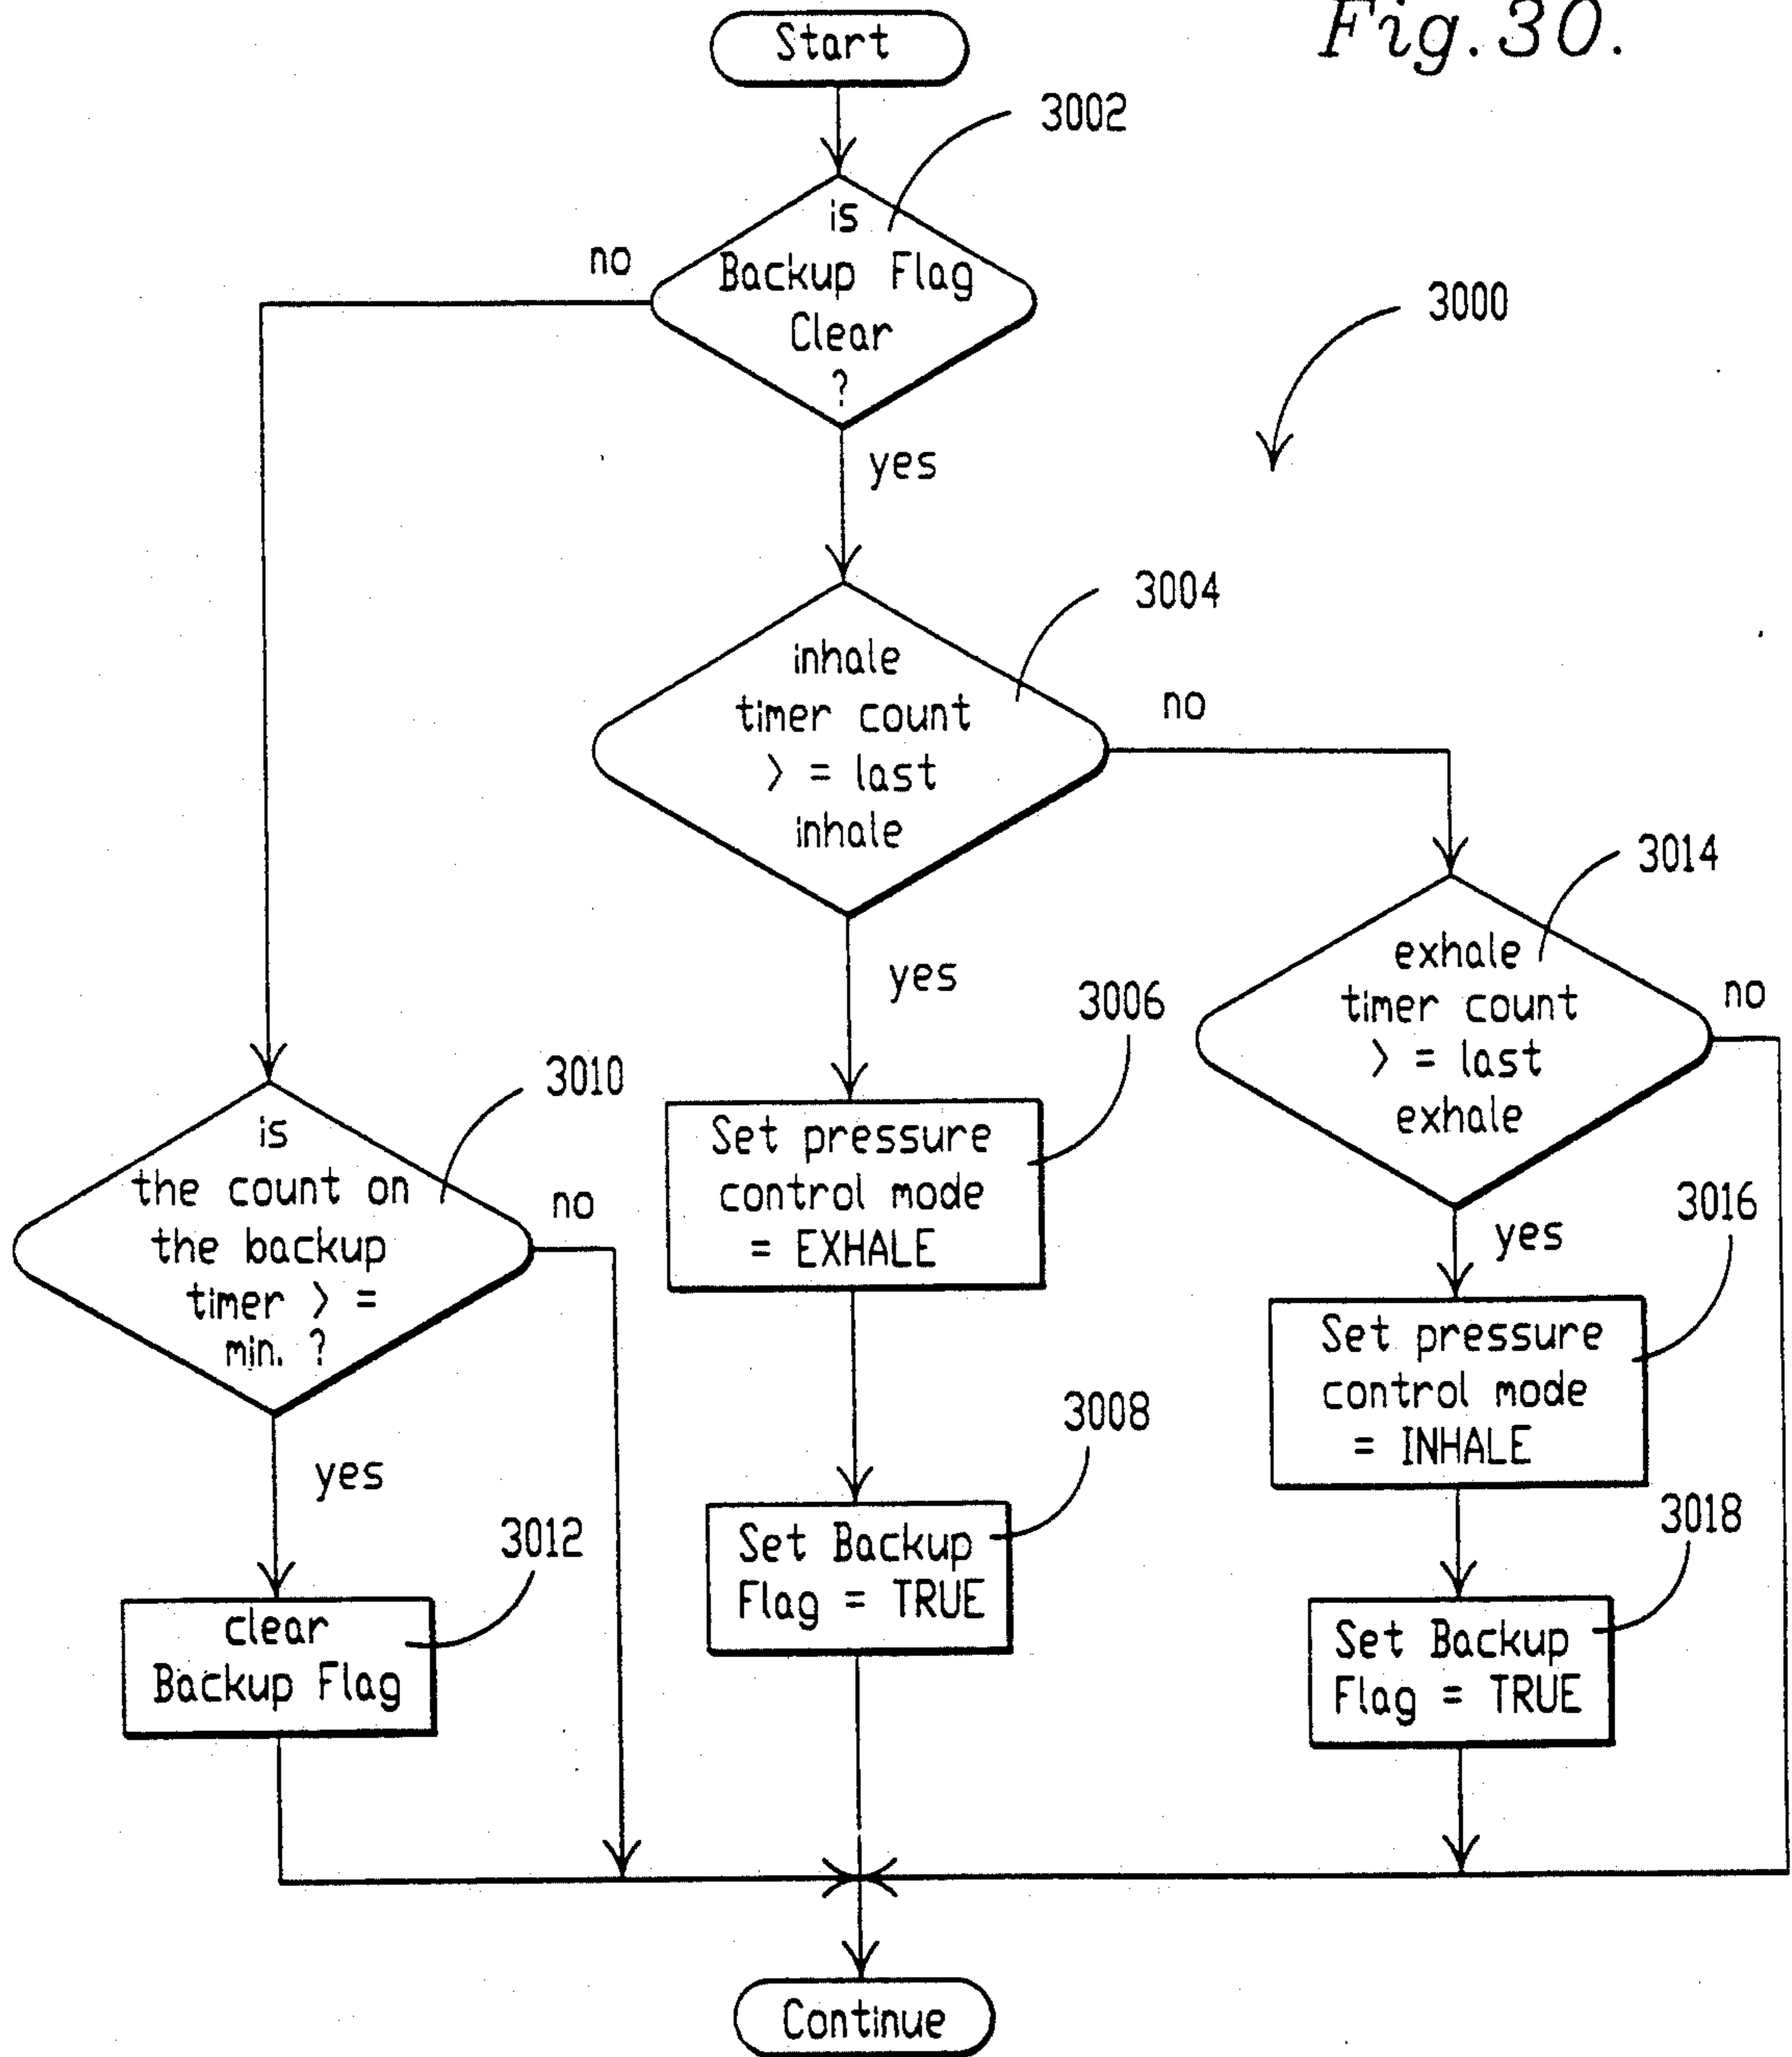 Fig. 30.
Start
3002
is
Backup Flag
Clear
?
no
yes
3000
3004
inhale
timer count
> = last
inhale
no
yes
3014
exhale
timer count
> = last
exhale
no
yes
3006
Set pressure
control mode
= EXHALE
3010
is
the count on
the backup
timer > =
min. ?
no
yes
3016
Set pressure
control mode
= INHALE
3008
Set Backup
Flag = TRUE
3012
clear
Backup Flag
3018
Set Backup
Flag = TRUE
Continue